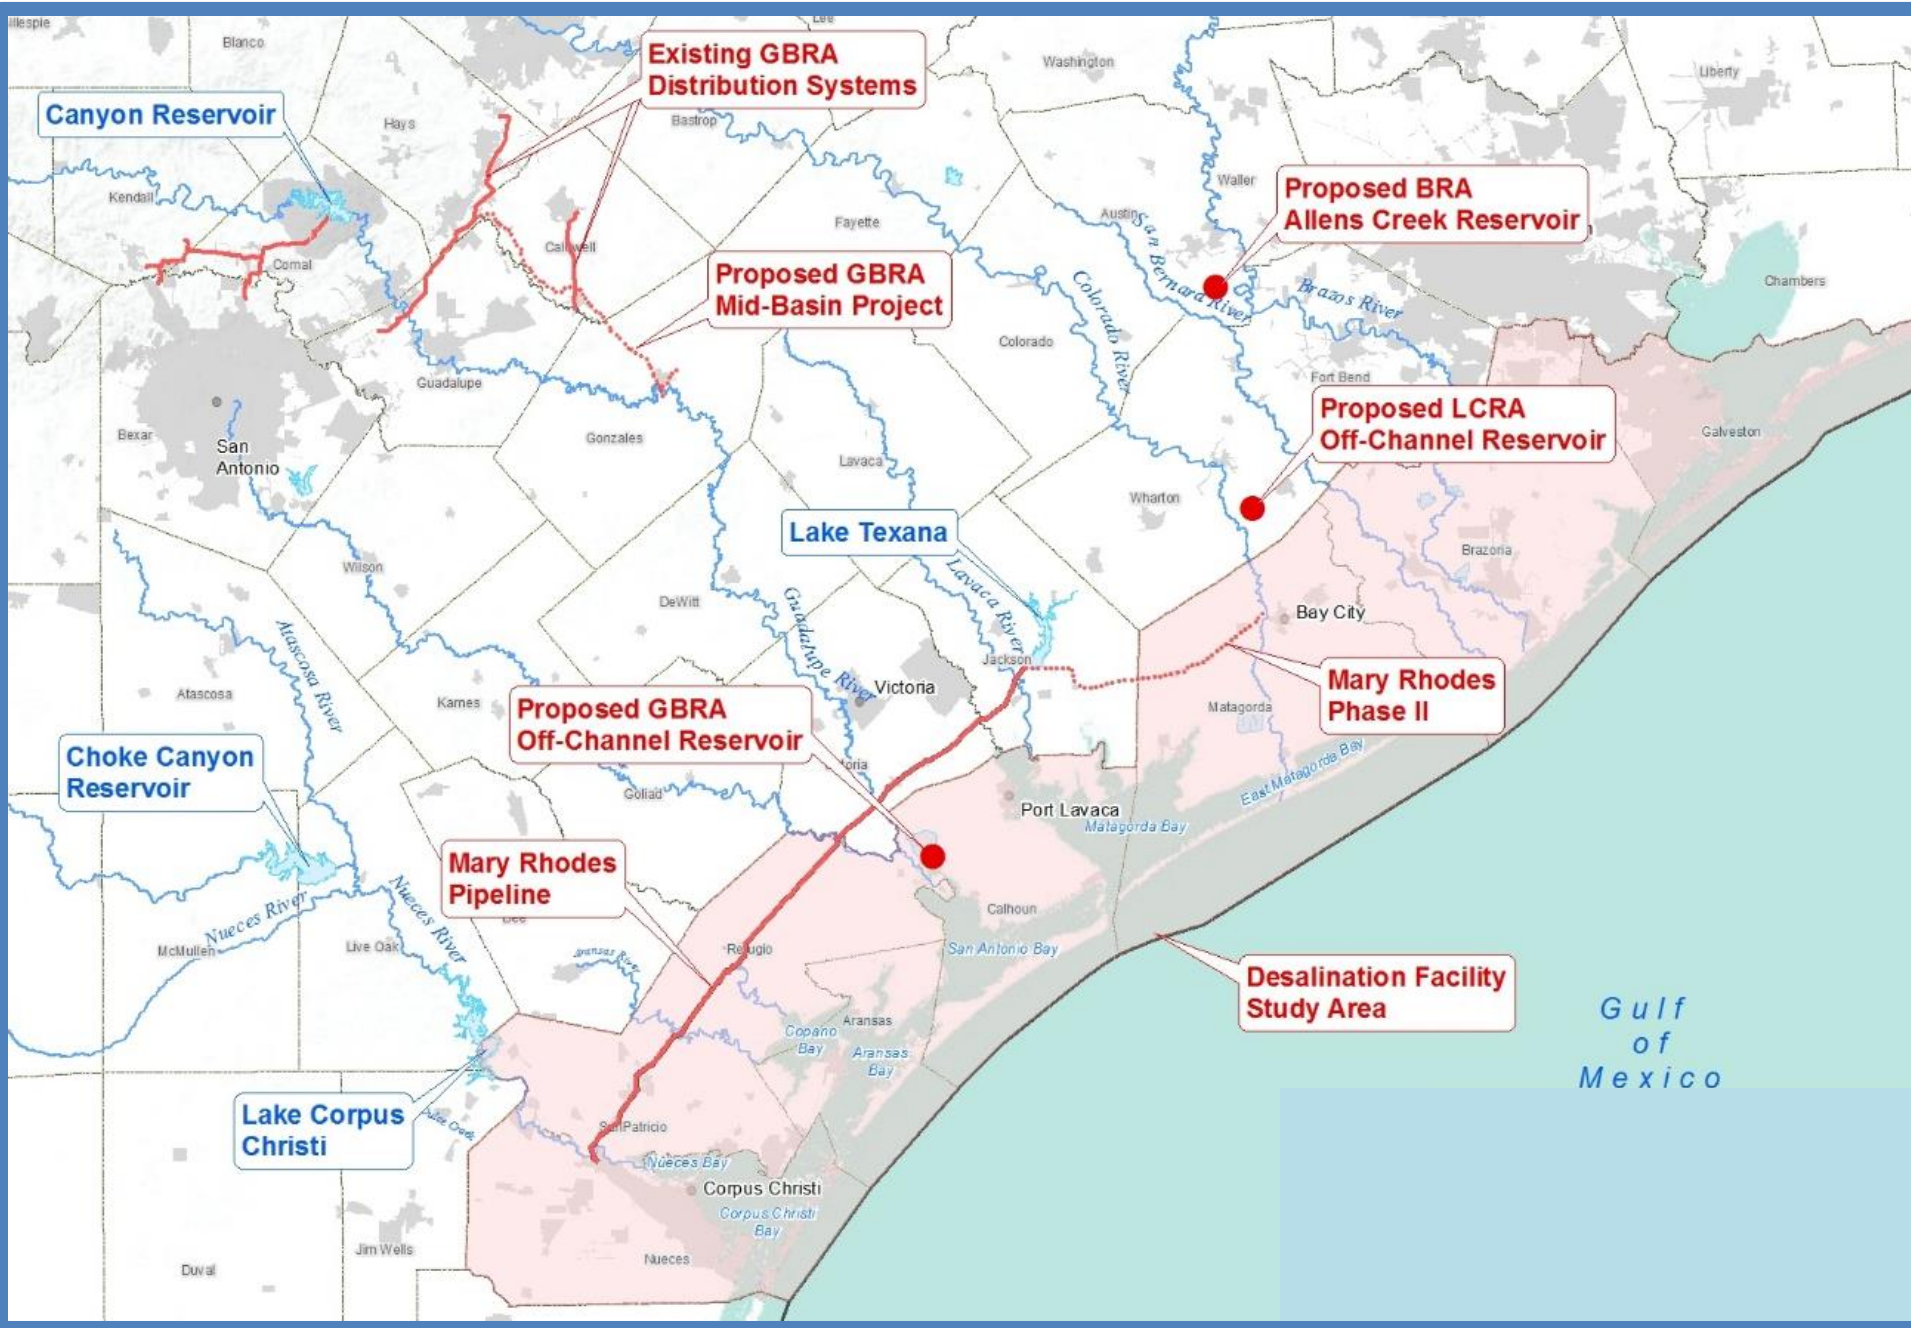 Blanco
Lee
Washington
Liberty
Existing GBRA
Distribution Systems
Canyon Reservoir
Hays
Bastrop
Kendall
Waller
Proposed BRA
Allens Creek Reservoir
Austin
Fayette
San Bernard River
Caldwell
Comal
Proposed GBRA
Mid-Basin Project
Colorado River
Brazos River
Chambers
Colorado
Fort Bend
Guadalupe
Proposed LCRA
Off-Channel Reservoir
Galveston
Bexar
San
Antonio
Gonzales
Lavaca
Wharton
Lake Texana
Brazoria
Wilson
Lavaca River
DeWitt
Guadalupe River
Bay City
Atascosa River
Jackson
Mary Rhodes
Phase II
Atascosa
Karnes
Victoria
Matagorda
Proposed GBRA
Off-Channel Reservoir
Choke Canyon
Reservoir
East Matagorda Bay
Goliad
Port Lavaca
Matagorda Bay
Mary Rhodes
Pipeline
Nueces River
Nueces River
Calhoun
McMullen
Live Oak
Bee
Aransas River
Refugio
San Antonio Bay
Desalination Facility
Study Area
Gulf
of
Mexico
Aransas
Copano
Bay
Aransas
Bay
Lake Corpus
Christi
San Patricio
Nueces Bay
Corpus Christi
Corpus Christi
Bay
Jim Wells
Nueces
Duval